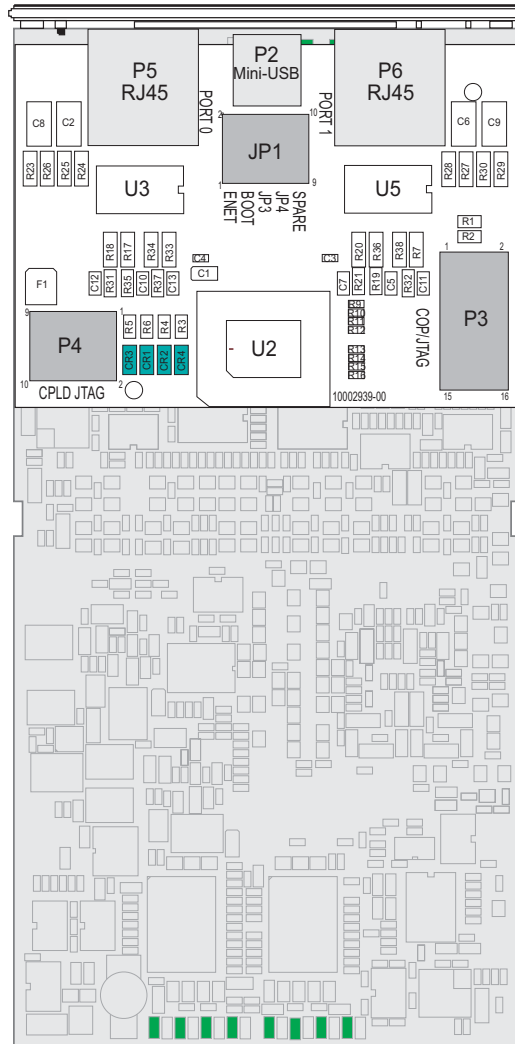 P5
RJ45
P2
Mini-USB
P6
RJ45
PORT 0
PORT 1
2
10
JP1
1
9
ENET
BOOT
JP3
JP4
SPARE
C8
C2
C6
C9
R23
R26
R25
R24
U3
U5
R28
R27
R30
R29
R1
R2
R18
R17
R34
R33
C4
C3
R20
R36
R38
R7
C12
R31
R35
C10
R37
C13
C1
C7
R21
R19
C5
R32
C11
F1
1
2
9
1
P4
10
2
CPLD JTAG
R5
R6
R4
R3
CR3
CR1
CR2
CR4
U2
R9
R10
R11
R12
R13
R14
R15
R16
10002939-00
COP/JTAG
P3
15
16